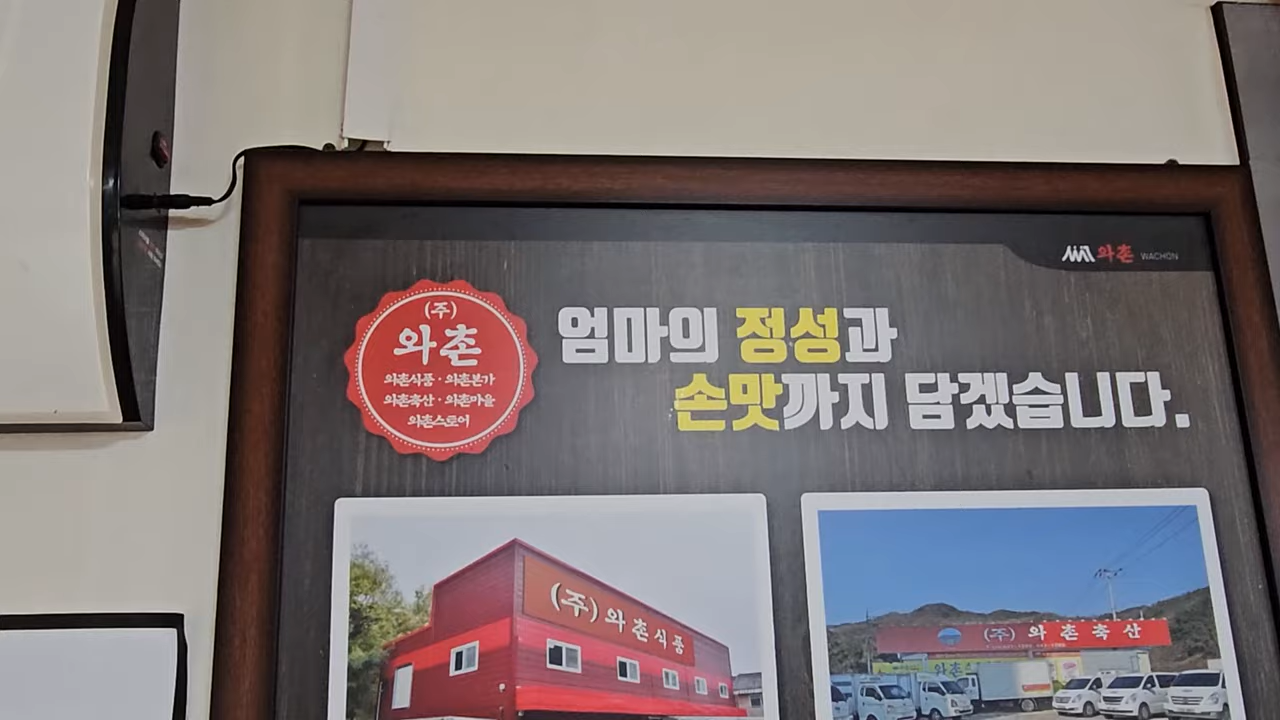 와촌 WACHON
(주)
와촌
와촌식품 · 와촌본가
와촌축산 · 와촌마을
와촌스토어
엄마의 정성과
손맛까지 담겠습니다.
(주)와촌식품
(주) 와촌축산